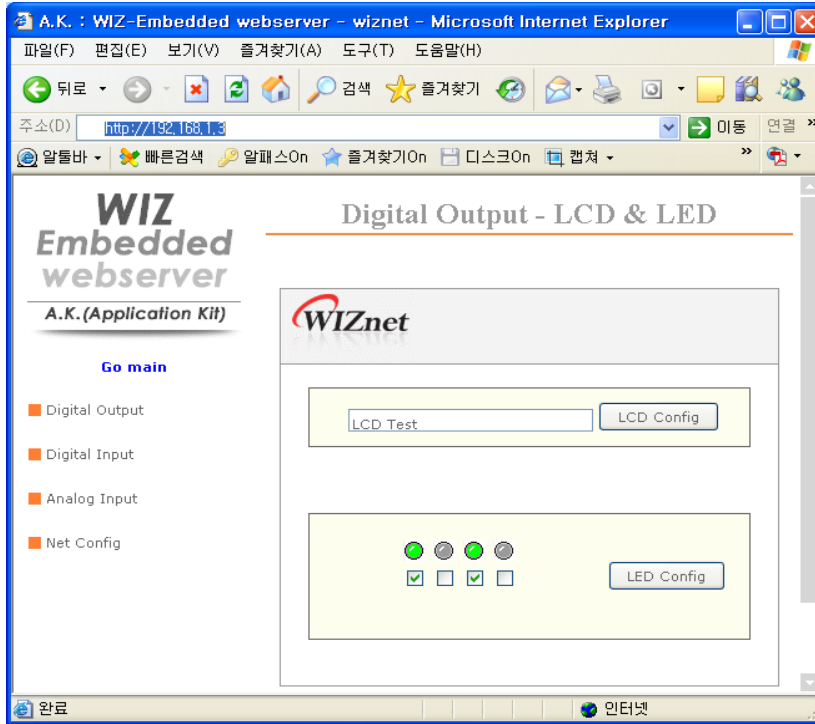 A.K. : WIZ-Embedded webserver - wiznet - Microsoft Internet Explorer
파일(F) 편집(E) 보기(V) 즐겨찾기(A) 도구(T) 도움말(H)
뒤로 검색 즐겨찾기
주소(D) http://192.168.1.3 이동 연결 »
알툴바 빠른검색 알패스On 즐겨찾기On 디스크On 캡쳐 »
WIZ
Embedded
webserver
A.K.(Application Kit)
Go main
Digital Output
Digital Input
Analog Input
Net Config
Digital Output - LCD & LED
WIZnet
LCD Test LCD Config
LED Config
완료 인터넷